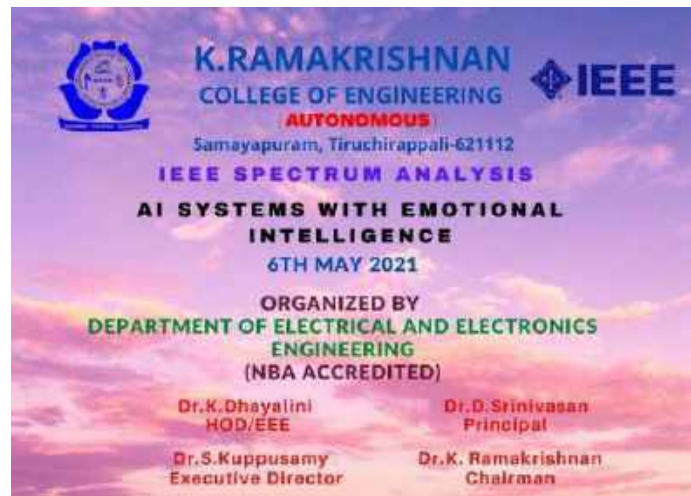 K.RAMAKRISHNAN
COLLEGE OF ENGINEERING
(AUTONOMOUS)
Samayapuram, Tiruchirappali-621112
IEEE
IEEE SPECTRUM ANALYSIS
AI SYSTEMS WITH EMOTIONAL
INTELLIGENCE
6TH MAY 2021
ORGANIZED BY
DEPARTMENT OF ELECTRICAL AND ELECTRONICS
ENGINEERING
(NBA ACCREDITED)
Dr.K.Dhayalini
HOD/EEE
Dr.D.Srinivasan
Principal
Dr.S.Kuppusamy
Executive Director
Dr.K. Ramakrishnan
Chairman